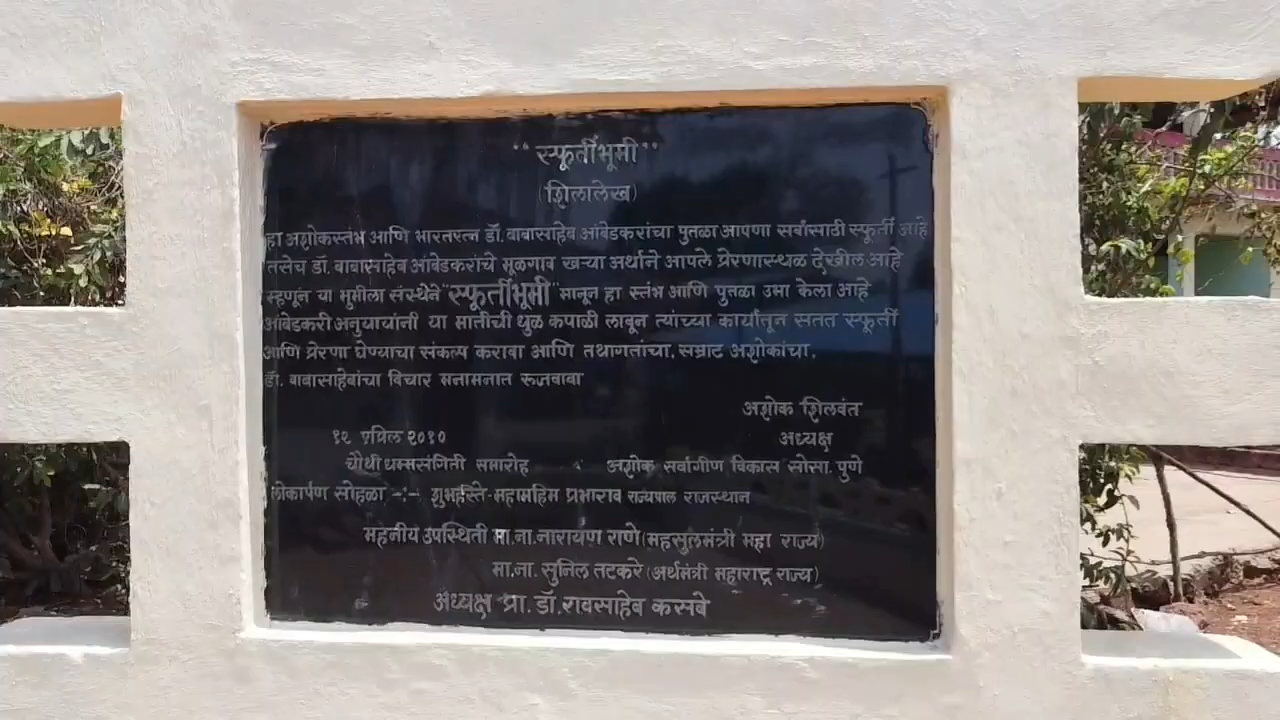 "स्फूर्तीभूमी"
(शिलालेख)
हा अशोकस्तंभ आणि भारतरत्न डॉ. बाबासाहेब आंबेडकरांचा पुतळा आपणा सर्वांसाठी स्फूर्ती आहे
तसेच डॉ. बाबासाहेब आंबेडकरांचे मूळगाव खऱ्या अर्थाने आपले प्रेरणास्थळ देखील आहे
म्हणून या भुमीला संस्थेने "स्फूर्तीभूमी" मानून हा स्तंभ आणि पुतळा उभा केला आहे
आंबेडकरी अनुयायांनी या मातीची धुळ कपाळी लावून त्यांच्या कार्यातून सतत स्फूर्ती
आणि प्रेरणा घेण्याचा संकल्प करावा आणि तथागतांचा, सम्राट अशोकांचा,
डॉ. बाबासाहेबांचा विचार मनामनात रूजवावा
अशोक शिलवंत
१२ एप्रिल २०१० अध्यक्ष
चौथी धम्मसंगिती समारोह अशोक सर्वांगीण विकास सोसा. पुणे
लोकार्पण सोहळा -:- शुभहस्ते-महामहिम प्रभाराव राज्यपाल राजस्थान
महनीय उपस्थिती मा.ना.नारायण राणे (महसुलमंत्री महा राज्य)
मा.ना. सुनिल तटकरे (अर्थमंत्री महाराष्ट्र राज्य)
अध्यक्ष प्रा. डॉ. रावसाहेब कसबे